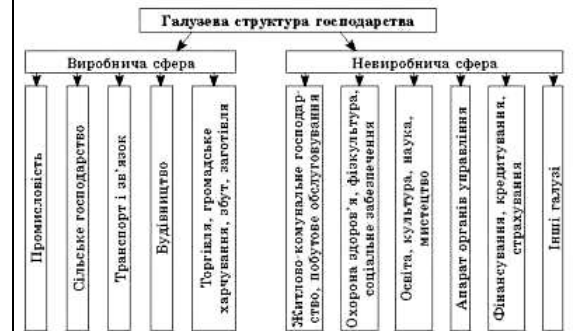 Галузева структура господарства
Виробнича сфера
Невиробнича сфера
Промисловість
Сільське господарство
Транспорт і зв'язок
Будівництво
Торгівля, громадське
харчування, збут, заготівля
Житлово-комунальне господар-
ство, побутове обслуговування
Охорона здоров'я, фізкультура,
соціальне забезпечення
Освіта, культура, наука,
мистецтво
Апарат органів управління
Фінансування, кредитування,
страхування
Інші галузі